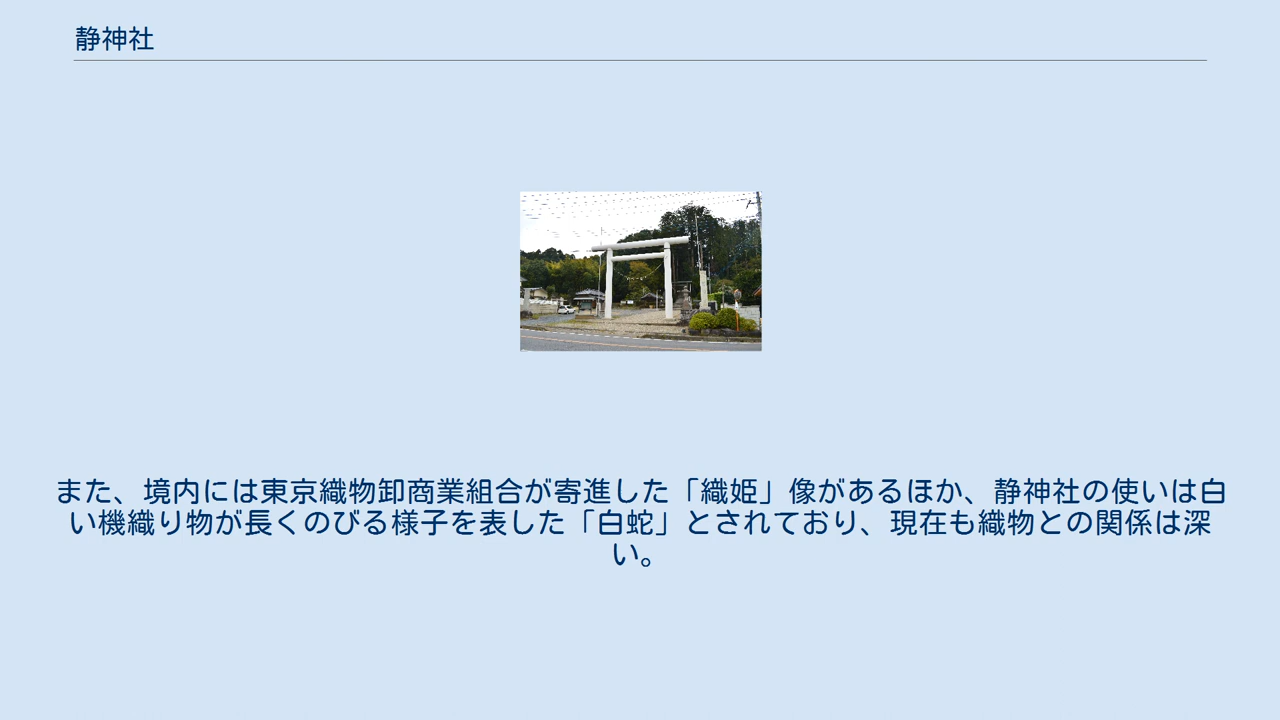 静神社
また、境内には東京織物卸商業組合が寄進した「織姫」像があるほか、静神社の使いは白
い機織り物が長くのびる様子を表した「白蛇」とされており、現在も織物との関係は深
い。